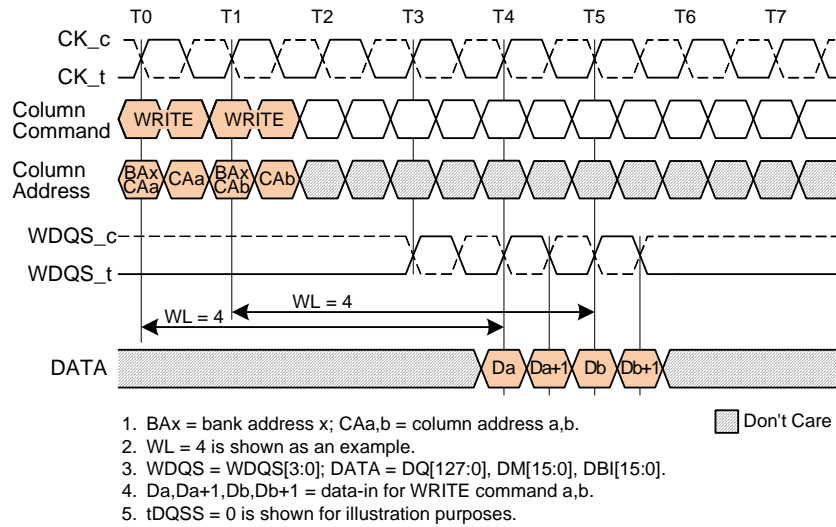 T0 T1 T2 T3 T4 T5 T6 T7
CK_c
CK_t
Column
Command
WRITE WRITE
Column
Address
BAx
CAa
CAa
BAx
CAb
CAb
WDQS_c
WDQS_t
WL = 4
WL = 4
DATA
Da Da+1 Db Db+1
1. BAx = bank address x; CAa,b = column address a,b.
Don't Care
2. WL = 4 is shown as an example.
3. WDQS = WDQS[3:0]; DATA = DQ[127:0], DM[15:0], DBI[15:0].
4. Da,Da+1,Db,Db+1 = data-in for WRITE command a,b.
5. tDQSS = 0 is shown for illustration purposes.